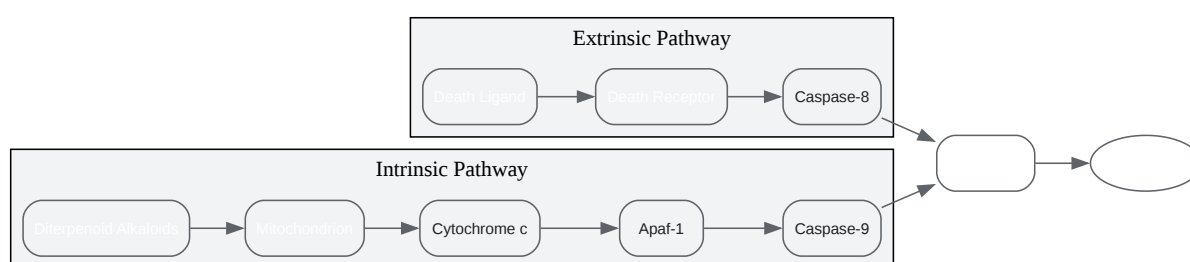 Extrinsic Pathway
Death Ligand
Death Receptor
Caspase-8
Intrinsic Pathway
Diterpenoid Alkaloids
Mitochondrion
Cytochrome c
Apaf-1
Caspase-9